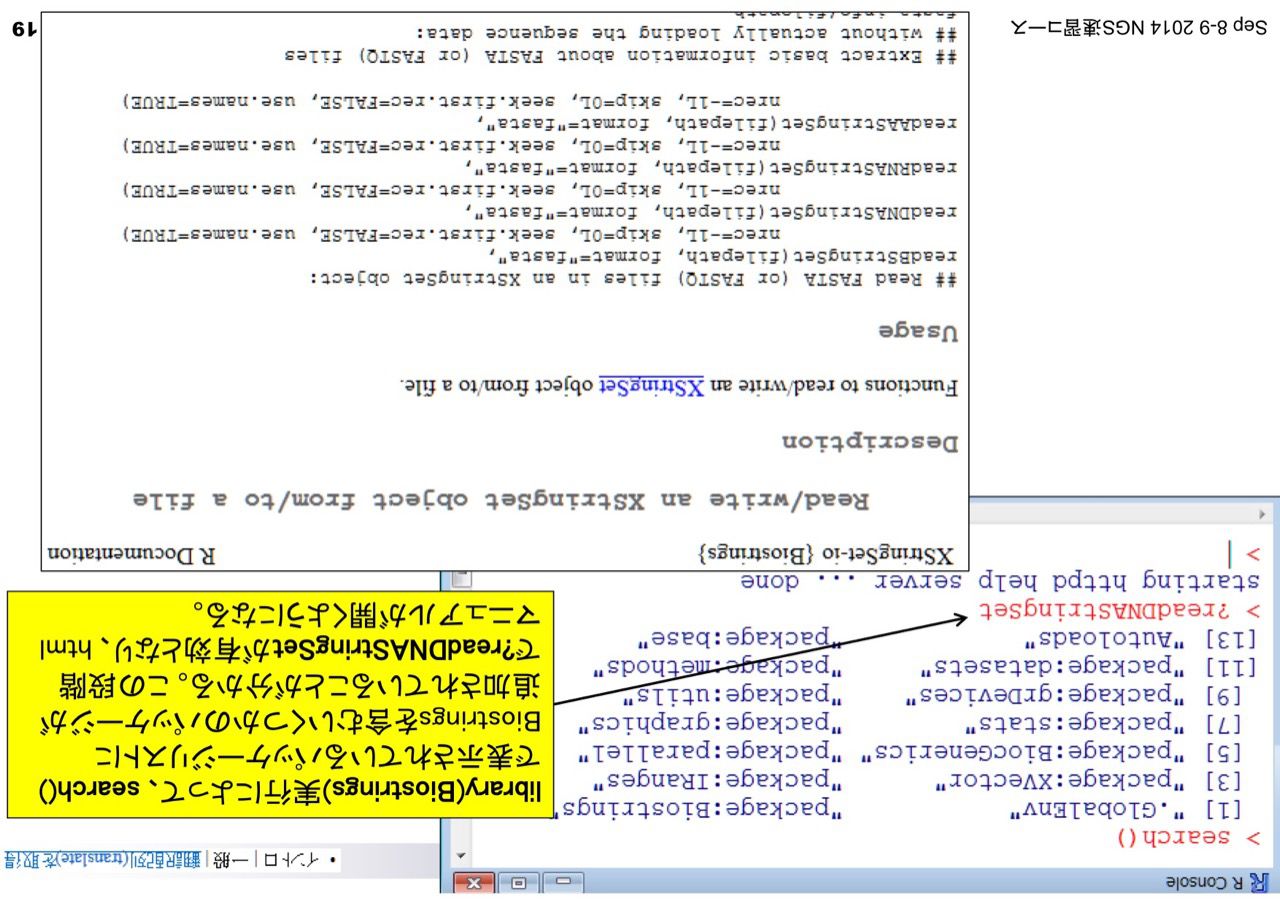 R Console
> search()
[1] ".GlobalEnv" "package:Biostrings"
[3] "package:XVector" "package:IRanges"
[5] "package:BiocGenerics" "package:parallel"
[7] "package:stats" "package:graphics"
[9] "package:grDevices" "package:utils"
[11] "package:datasets" "package:methods"
[13] "Autoloads" "package:base"
> ?readDNAStringSet
starting httpd help server ... done
>
• イントロ | 一般 | 翻訳配列(translate)を取得
library(Biostrings)実行によって、search()
で表示されているパッケージリストに
Biostringsを含むいくつかのパッケージが
追加されていることが分かる。この段階
で?readDNAStringSetが有効となり、html
マニュアルが開くようになる。
XStringSet-io {Biostrings} R Documentation
Read/write an XStringSet object from/to a file
Description
Functions to read/write an XStringSet object from/to a file.
Usage
## Read FASTA (or FASTQ) files in an XStringSet object:
readBStringSet(filepath, format="fasta",
nrec=-1L, skip=0L, seek.first.rec=FALSE, use.names=TRUE)
readDNAStringSet(filepath, format="fasta",
nrec=-1L, skip=0L, seek.first.rec=FALSE, use.names=TRUE)
readRNAStringSet(filepath, format="fasta",
nrec=-1L, skip=0L, seek.first.rec=FALSE, use.names=TRUE)
readAAStringSet(filepath, format="fasta",
nrec=-1L, skip=0L, seek.first.rec=FALSE, use.names=TRUE)
## Extract basic information about FASTA (or FASTQ) files
## without actually loading the sequence data:
Sep 8-9 2014 NGS速習コース
19